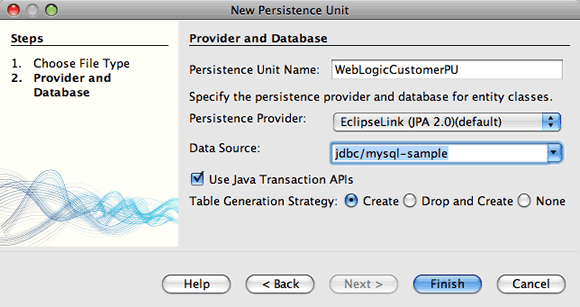 New Persistence Unit
Steps
1. Choose File Type
2. Provider and
Database
Provider and Database
Persistence Unit Name: WebLogicCustomerPU
Specify the persistence provider and database for entity classes.
Persistence Provider: EclipseLink (JPA 2.0)(default)
Data Source: jdbc/mysql-sample
Use Java Transaction APIs
Table Generation Strategy: Create Drop and Create None
Help < Back Next > Finish Cancel